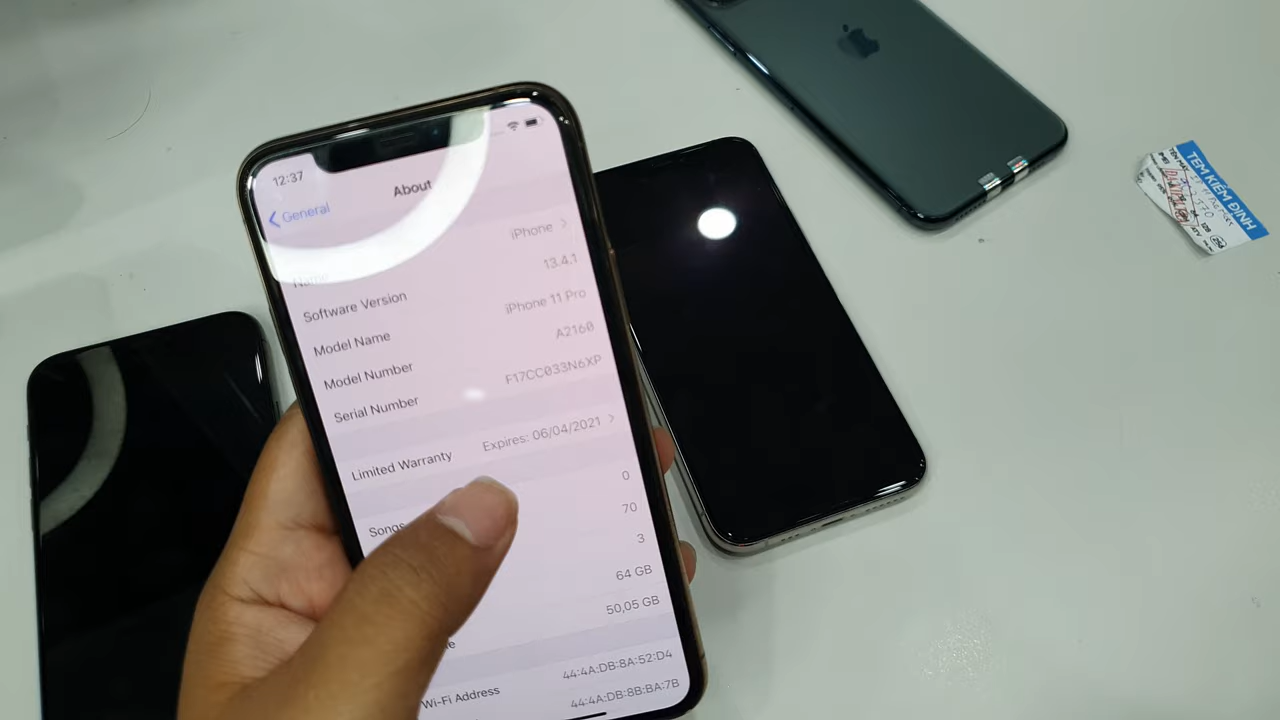 12:37
General
About
Name
iPhone
Software Version
13.4.1
Model Name
iPhone 11 Pro
Model Number
A2160
Serial Number
F17CC033N6XP
Limited Warranty
Expires: 06/04/2021
Songs
0
70
3
64 GB
50,05 GB
Wi-Fi Address
44:4A:DB:8A:52:D4
44:4A:DB:8B:BA:7B
TEM KIỂM ĐỊNH